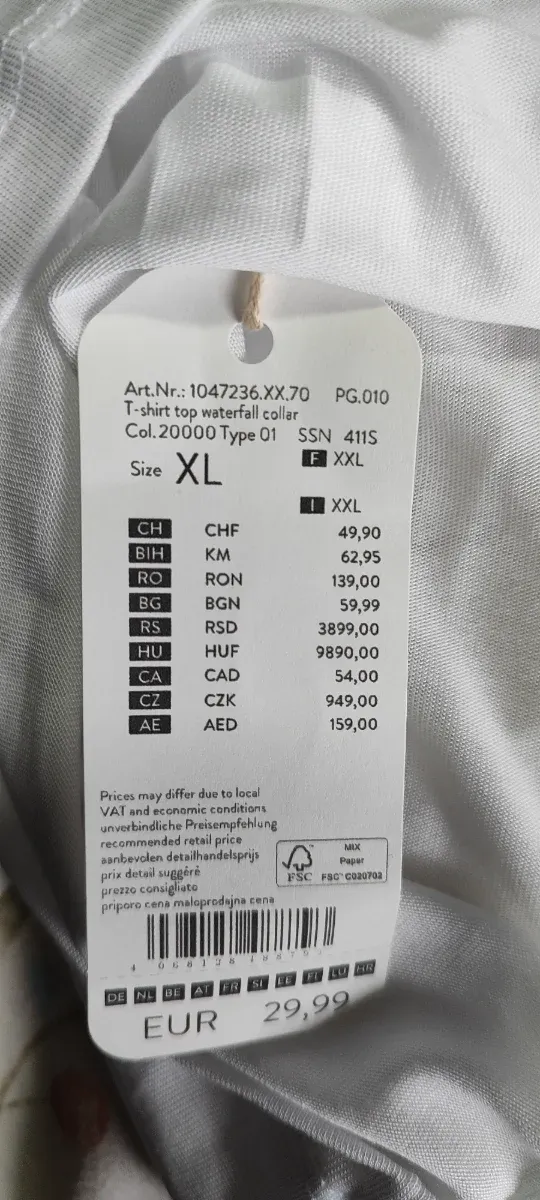 Art.Nr.: 1047236.XX.70 PG.010
T-shirt top waterfall collar
Col.20000 Type 01 SSN 411S
Size XL F XXL
I XXL
CH CHF 49,90
BIH KM 62,95
RO RON 139,00
BG BGN 59,99
RS RSD 3899,00
HU HUF 9890,00
CA CAD 54,00
CZ CZK 949,00
AE AED 159,00
Prices may differ due to local
VAT and economic conditions
unverbindliche Preisempfehlung
recommended retail price
aanbevolen detailhandelsprijs
prix detail suggéré
prezzo consigliato
priporo cena maloprodajna cena
MIX
Paper
FSC FSC® C020702
DE NL BE AT FR SI EE FI LU HR
EUR 29,99